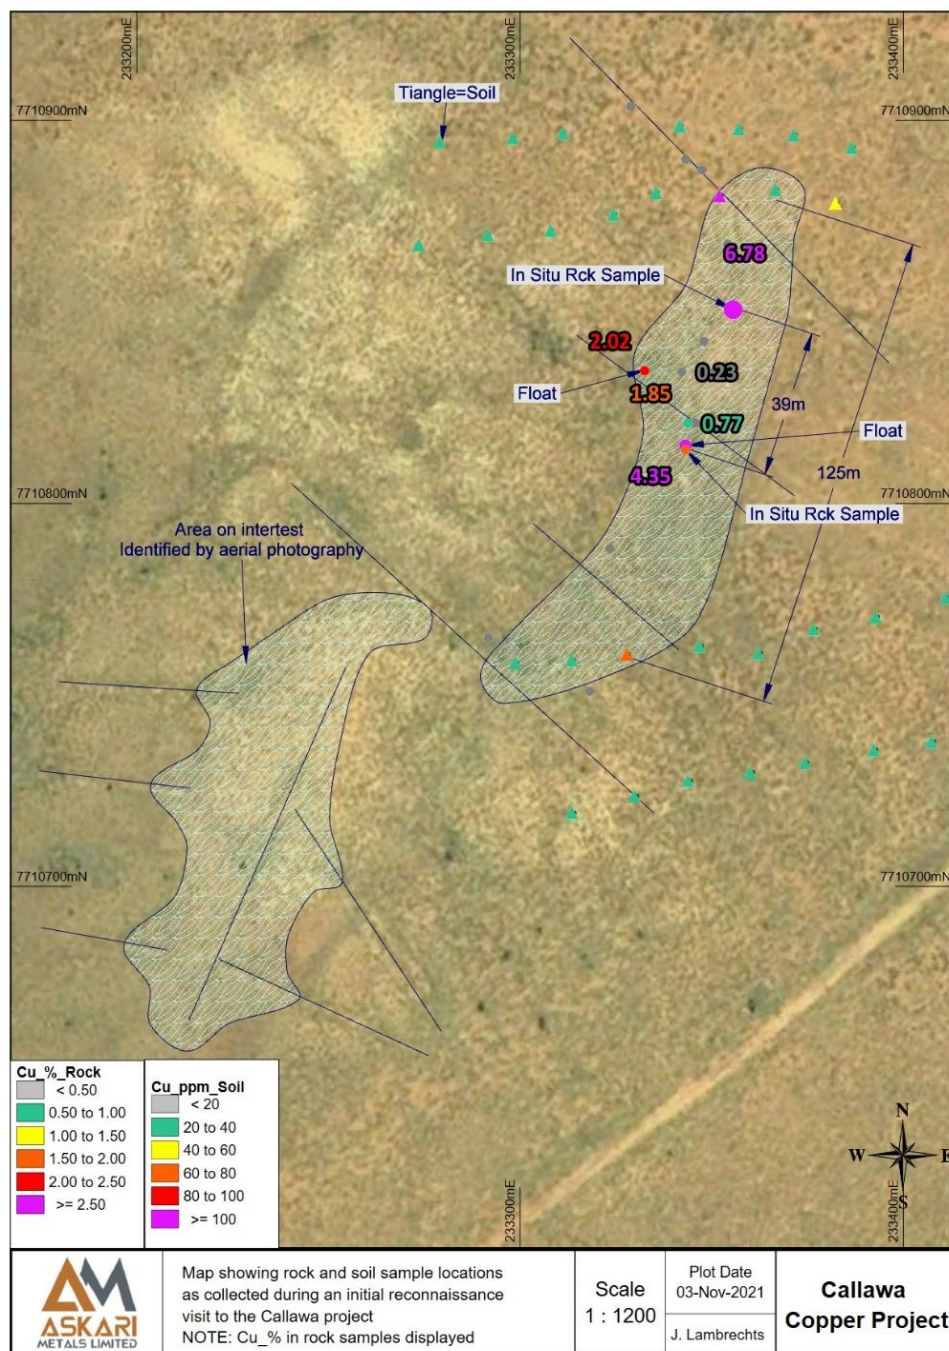 233200mE
233300mE
233400mE
Tiangle=Soil
7710900mN
7710900mN
6.78
In Situ Rck Sample
2.02
0.23
Float
1.85
39m
0.77
Float
125m
4.35
7710800mN
7710800mN
In Situ Rck Sample
Area on intertest
Identified by aerial photography
7710700mN
7710700mN
Cu_%_Rock
< 0.50
0.50 to 1.00
1.00 to 1.50
1.50 to 2.00
2.00 to 2.50
>= 2.50
Cu_ppm_Soil
< 20
20 to 40
40 to 60
60 to 80
80 to 100
>= 100
N
W
E
S
233300mE
233400mE
AM
ASKARI
METALS LIMITED
Map showing rock and soil sample locations
as collected during an initial reconnaissance
visit to the Callawa project
NOTE: Cu_% in rock samples displayed
Scale
1 : 1200
Plot Date
03-Nov-2021
J. Lambrechts
Callawa
Copper Project